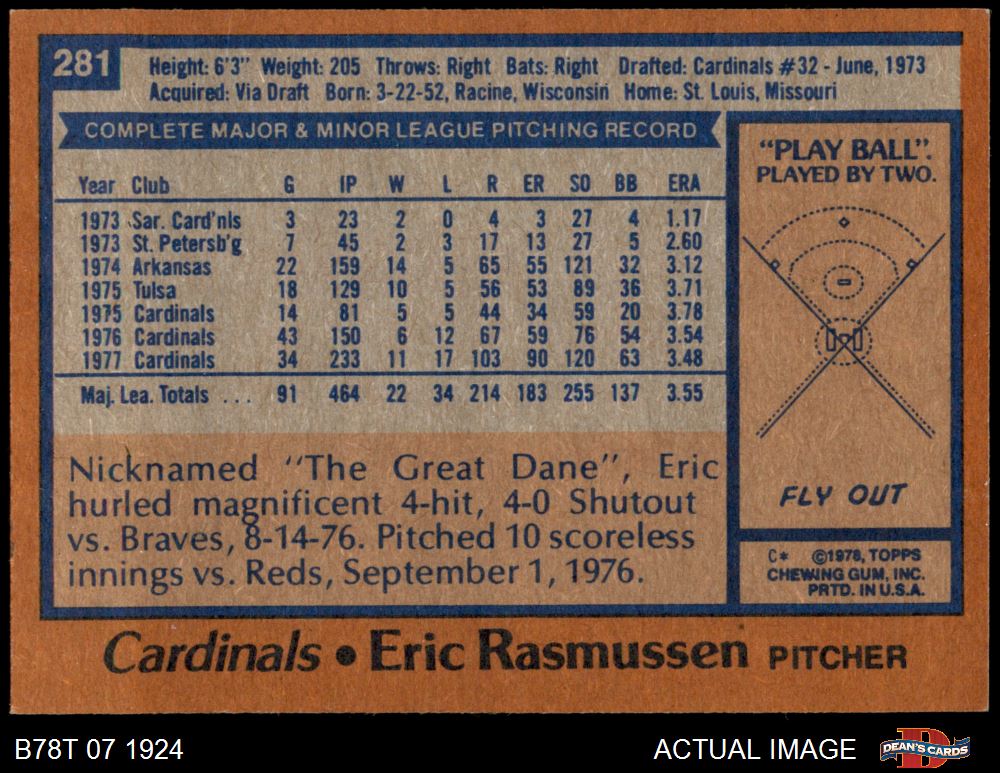 281
Height: 6'3" Weight: 205 Throws: Right Bats: Right Drafted: Cardinals #32 - June, 1973
Acquired: Via Draft Born: 3-22-52, Racine, Wisconsin Home: St. Louis, Missouri
COMPLETE MAJOR & MINOR LEAGUE PITCHING RECORD
Year Club G IP W L R ER SO BB ERA
1973 Sar. Card'nls 3 23 2 0 4 3 27 4 1.17
1973 St. Petersb'g 7 45 2 3 17 13 27 5 2.60
1974 Arkansas 22 159 14 5 65 55 121 32 3.12
1975 Tulsa 18 129 10 5 56 53 89 36 3.71
1975 Cardinals 14 81 5 5 44 34 59 20 3.78
1976 Cardinals 43 150 6 12 67 59 76 54 3.54
1977 Cardinals 34 233 11 17 103 90 120 63 3.48
Maj. Lea. Totals ... 91 464 22 34 214 183 255 137 3.55
Nicknamed "The Great Dane", Eric
hurled magnificent 4-hit, 4-0 Shutout
vs. Braves, 8-14-76. Pitched 10 scoreless
innings vs. Reds, September 1, 1976.
"PLAY BALL".
PLAYED BY TWO.
FLY OUT
C* ©1978, TOPPS
CHEWING GUM, INC.
PRTD. IN U.S.A.
Cardinals • Eric Rasmussen PITCHER
B78T 07 1924
ACTUAL IMAGE
DEAN'S CARDS